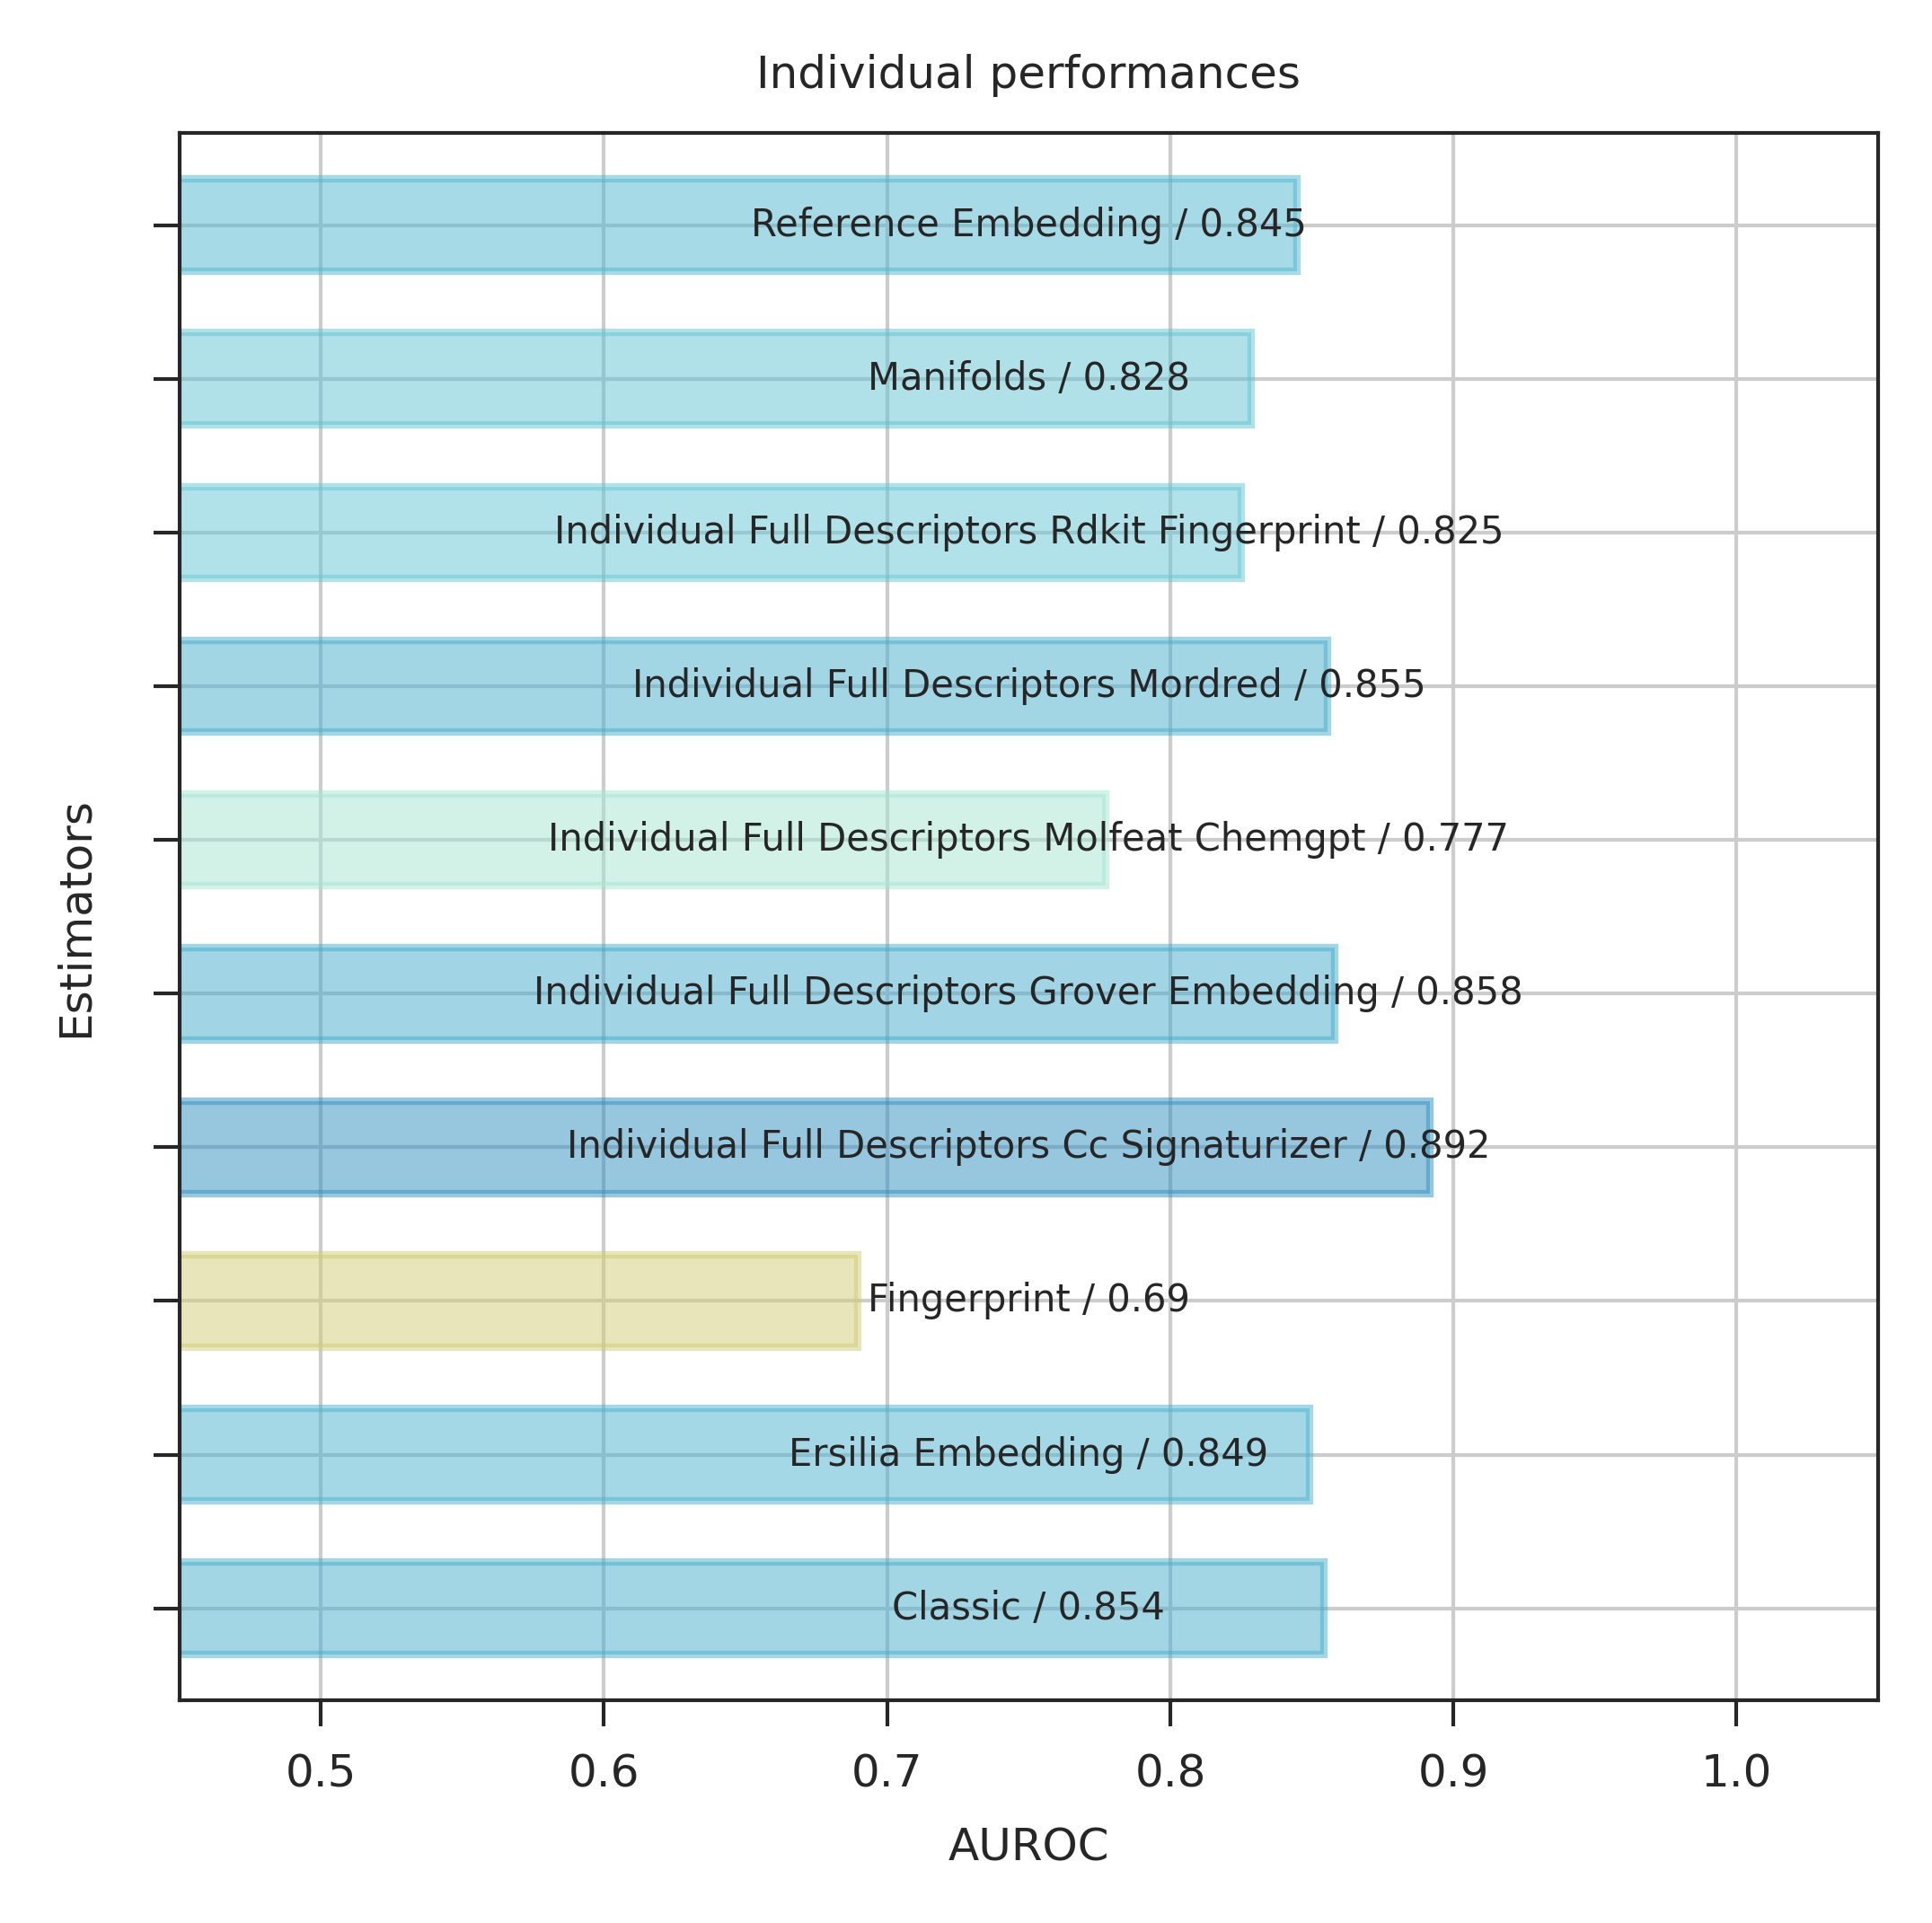 Individual performances
Reference Embedding / 0.845
Manifolds / 0.828
Individual Full Descriptors Rdkit Fingerprint / 0.825
Individual Full Descriptors Mordred / 0.855
Individual Full Descriptors Molfeat Chemgpt / 0.777
Individual Full Descriptors Grover Embedding / 0.858
Individual Full Descriptors Cc Signaturizer / 0.892
Fingerprint / 0.69
Ersilia Embedding / 0.849
Classic / 0.854
Estimators
0.5 0.6 0.7 0.8 0.9 1.0
AUROC